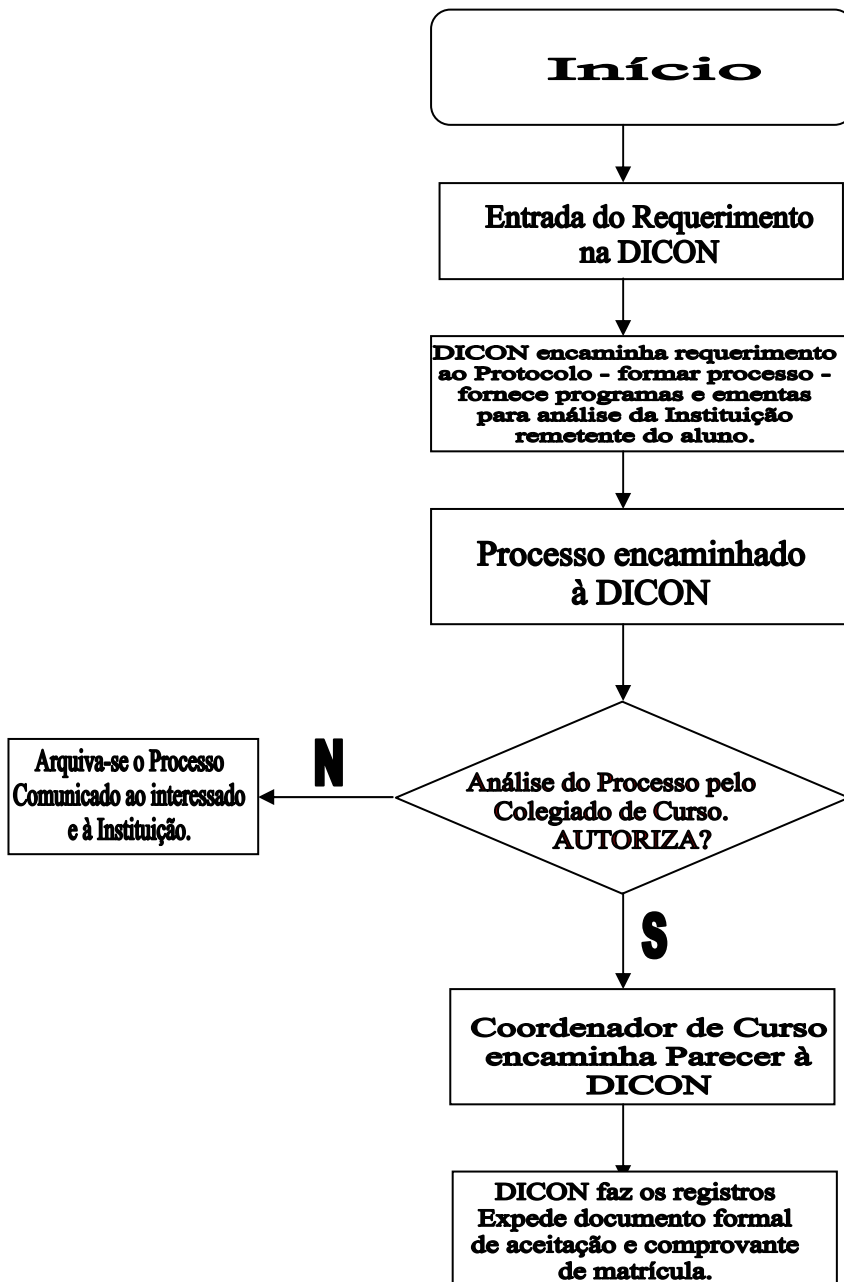 Início
Entrada do Requerimento
na DICON
DICON encaminha requerimento
ao Protocolo - formar processo -
fornece programas e ementas
para análise da Instituição
remetente do aluno.
Processo encaminhado
à DICON
Análise do Processo pelo
Colegiado de Curso.
AUTORIZA?
N
Arquiva-se o Processo
Comunicado ao interessado
e à Instituição.
S
Coordenador de Curso
encaminha Parecer à
DICON
DICON faz os registros
Expede documento formal
de aceitação e comprovante
de matrícula.